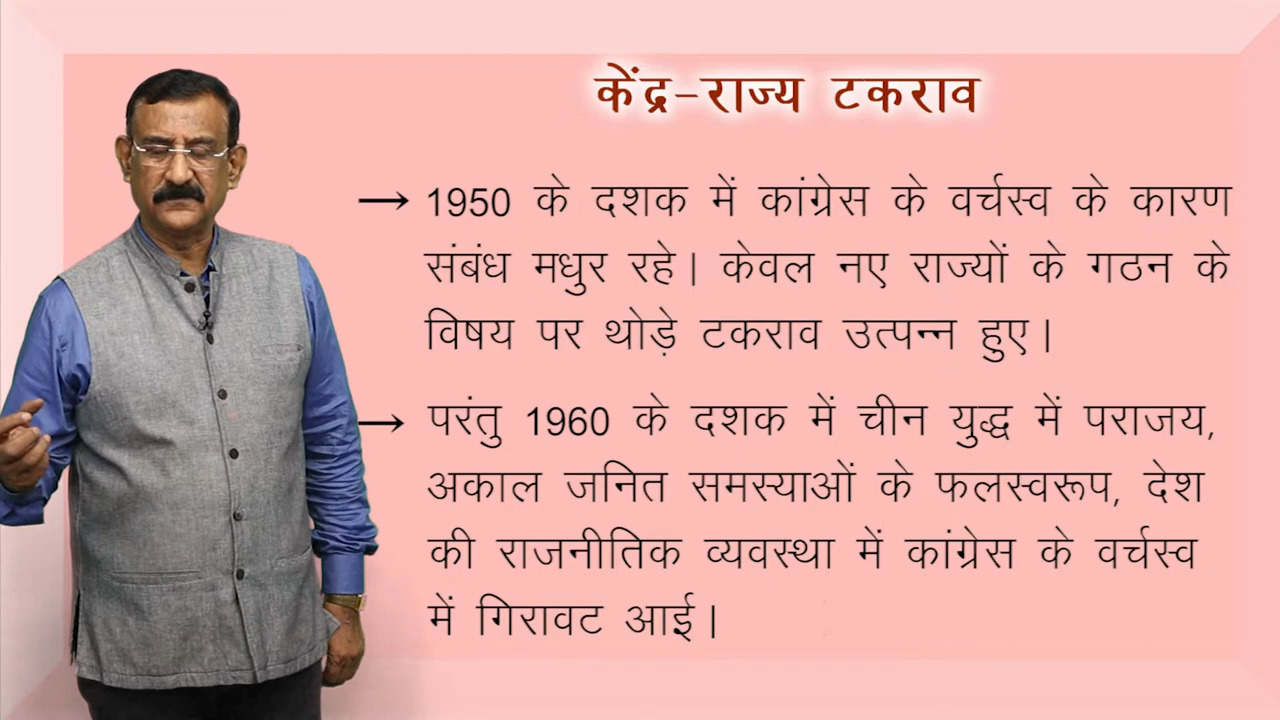 केंद्र-राज्य टकराव
→ 1950 के दशक में कांग्रेस के वर्चस्व के कारण
संबंध मधुर रहे। केवल नए राज्यों के गठन के
विषय पर थोड़े टकराव उत्पन्न हुए।
→ परंतु 1960 के दशक में चीन युद्ध में पराजय,
अकाल जनित समस्याओं के फलस्वरूप, देश
की राजनीतिक व्यवस्था में कांग्रेस के वर्चस्व
में गिरावट आई।